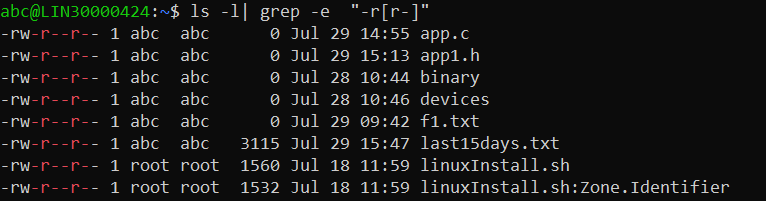 abc@LIN30000424:~$ ls -l| grep -e  "-r[r-]"
-rw-r--r-- 1 abc  abc     0 Jul 29 14:55 app.c
-rw-r--r-- 1 abc  abc     0 Jul 29 15:13 app1.h
-rw-r--r-- 1 abc  abc     0 Jul 28 10:44 binary
-rw-r--r-- 1 abc  abc     0 Jul 28 10:46 devices
-rw-r--r-- 1 abc  abc     0 Jul 29 09:42 f1.txt
-rw-r--r-- 1 abc  abc  3115 Jul 29 15:47 last15days.txt
-rw-r--r-- 1 root root 1560 Jul 18 11:59 linuxInstall.sh
-rw-r--r-- 1 root root 1532 Jul 18 11:59 linuxInstall.sh:Zone.Identifier